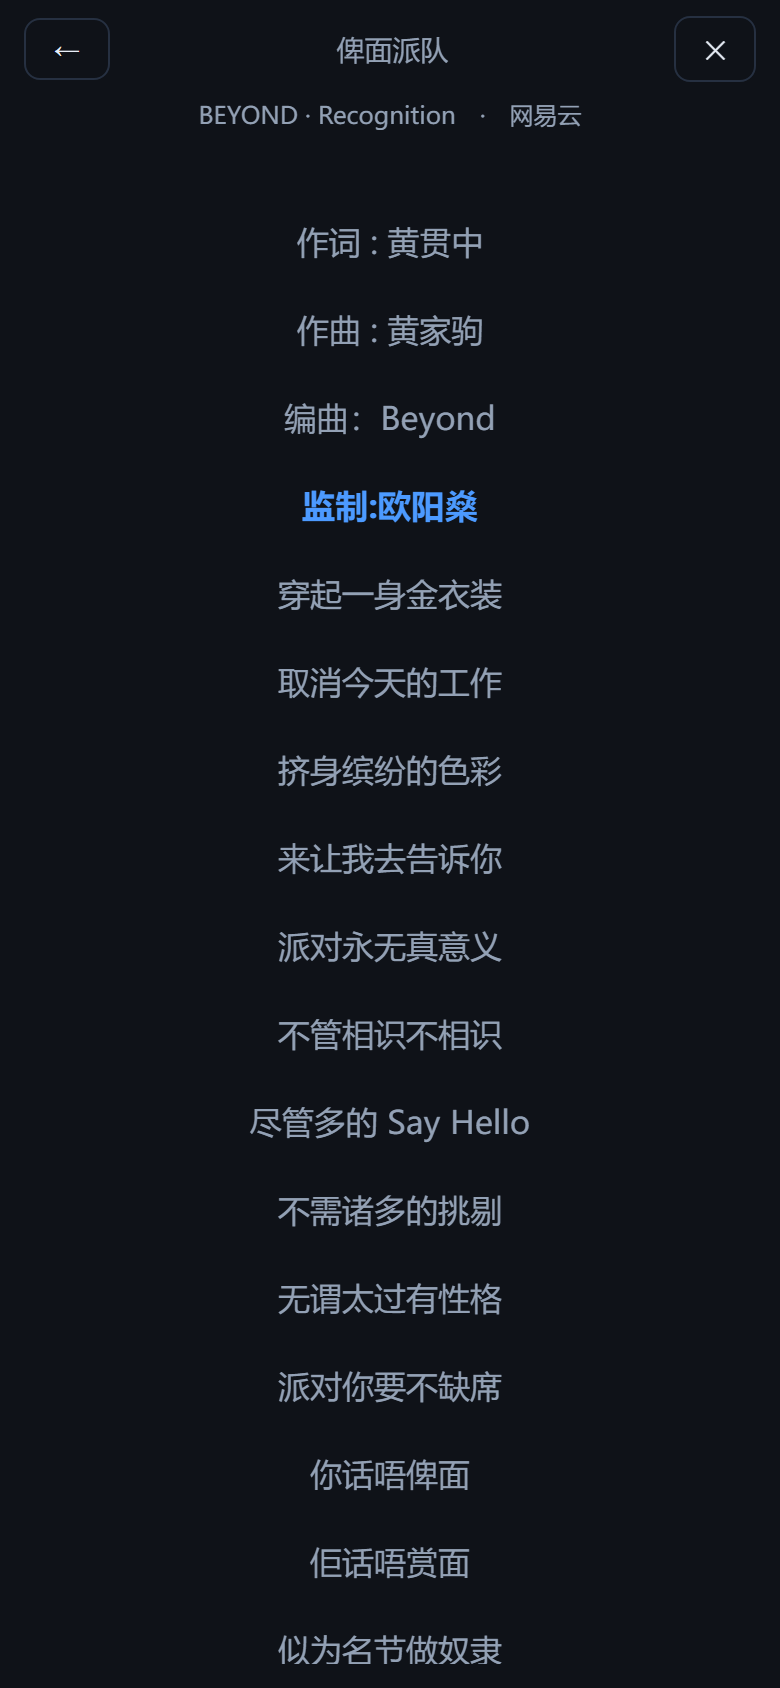 ←
俾面派队
×
BEYOND · Recognition · 网易云
作词 : 黄贯中
作曲 : 黄家驹
编曲：Beyond
监制:欧阳燊
穿起一身金衣装
取消今天的工作
挤身缤纷的色彩
来让我去告诉你
派对永无真意义
不管相识不相识
尽管多的 Say Hello
不需诸多的挑剔
无谓太过有性格
派对你要不缺席
你话唔俾面
佢话唔赏面
似为名节做奴隶